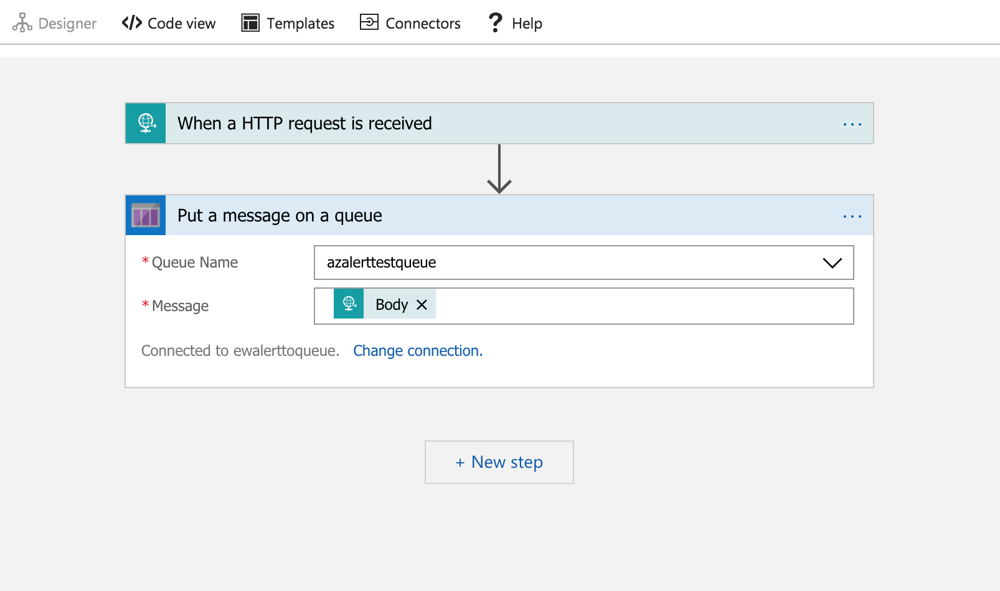 Designer Code view Templates Connectors Help
When a HTTP request is received
Put a message on a queue
* Queue Name azalerttestqueue
* Message Body
Connected to ewalerttoqueue. Change connection.
+ New step